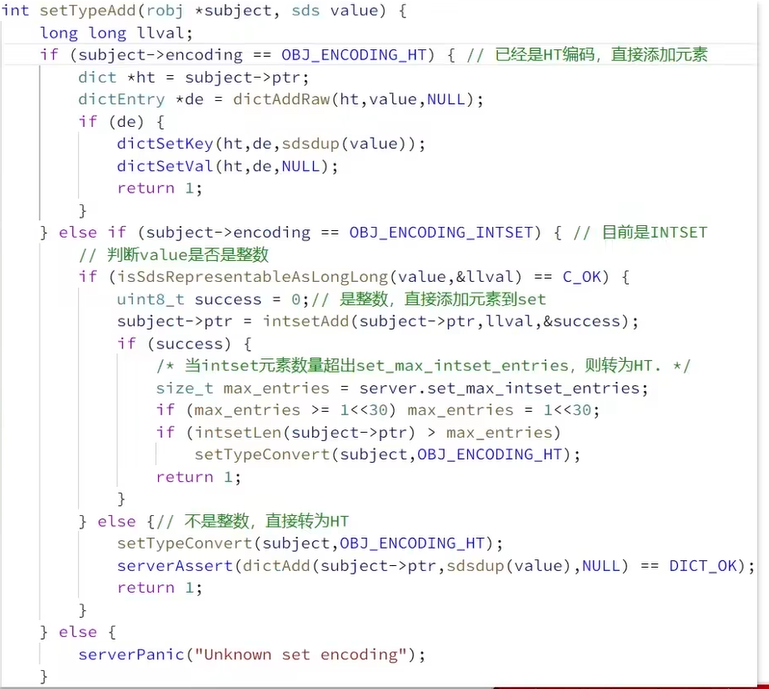 int setTypeAdd(robj *subject, sds value) {
    long long llval;
    if (subject->encoding == OBJ_ENCODING_HT) { // 已经是HT编码，直接添加元素
        dict *ht = subject->ptr;
        dictEntry *de = dictAddRaw(ht,value,NULL);
        if (de) {
            dictSetKey(ht,de,sdsdup(value));
            dictSetVal(ht,de,NULL);
            return 1;
        }
    } else if (subject->encoding == OBJ_ENCODING_INTSET) { // 目前是INTSET
        // 判断value是否是整数
        if (isSdsRepresentableAsLongLong(value,&llval) == C_OK) {
            uint8_t success = 0;// 是整数，直接添加元素到set
            subject->ptr = intsetAdd(subject->ptr,llval,&success);
            if (success) {
                /* 当intset元素数量超出set_max_intset_entries，则转为HT. */
                size_t max_entries = server.set_max_intset_entries;
                if (max_entries >= 1<<30) max_entries = 1<<30;
                if (intsetLen(subject->ptr) > max_entries)
                    setTypeConvert(subject,OBJ_ENCODING_HT);
                return 1;
            }
        } else {// 不是整数，直接转为HT
            setTypeConvert(subject,OBJ_ENCODING_HT);
            serverAssert(dictAdd(subject->ptr,sdsdup(value),NULL) == DICT_OK);
            return 1;
        }
    } else {
        serverPanic("Unknown set encoding");
    }